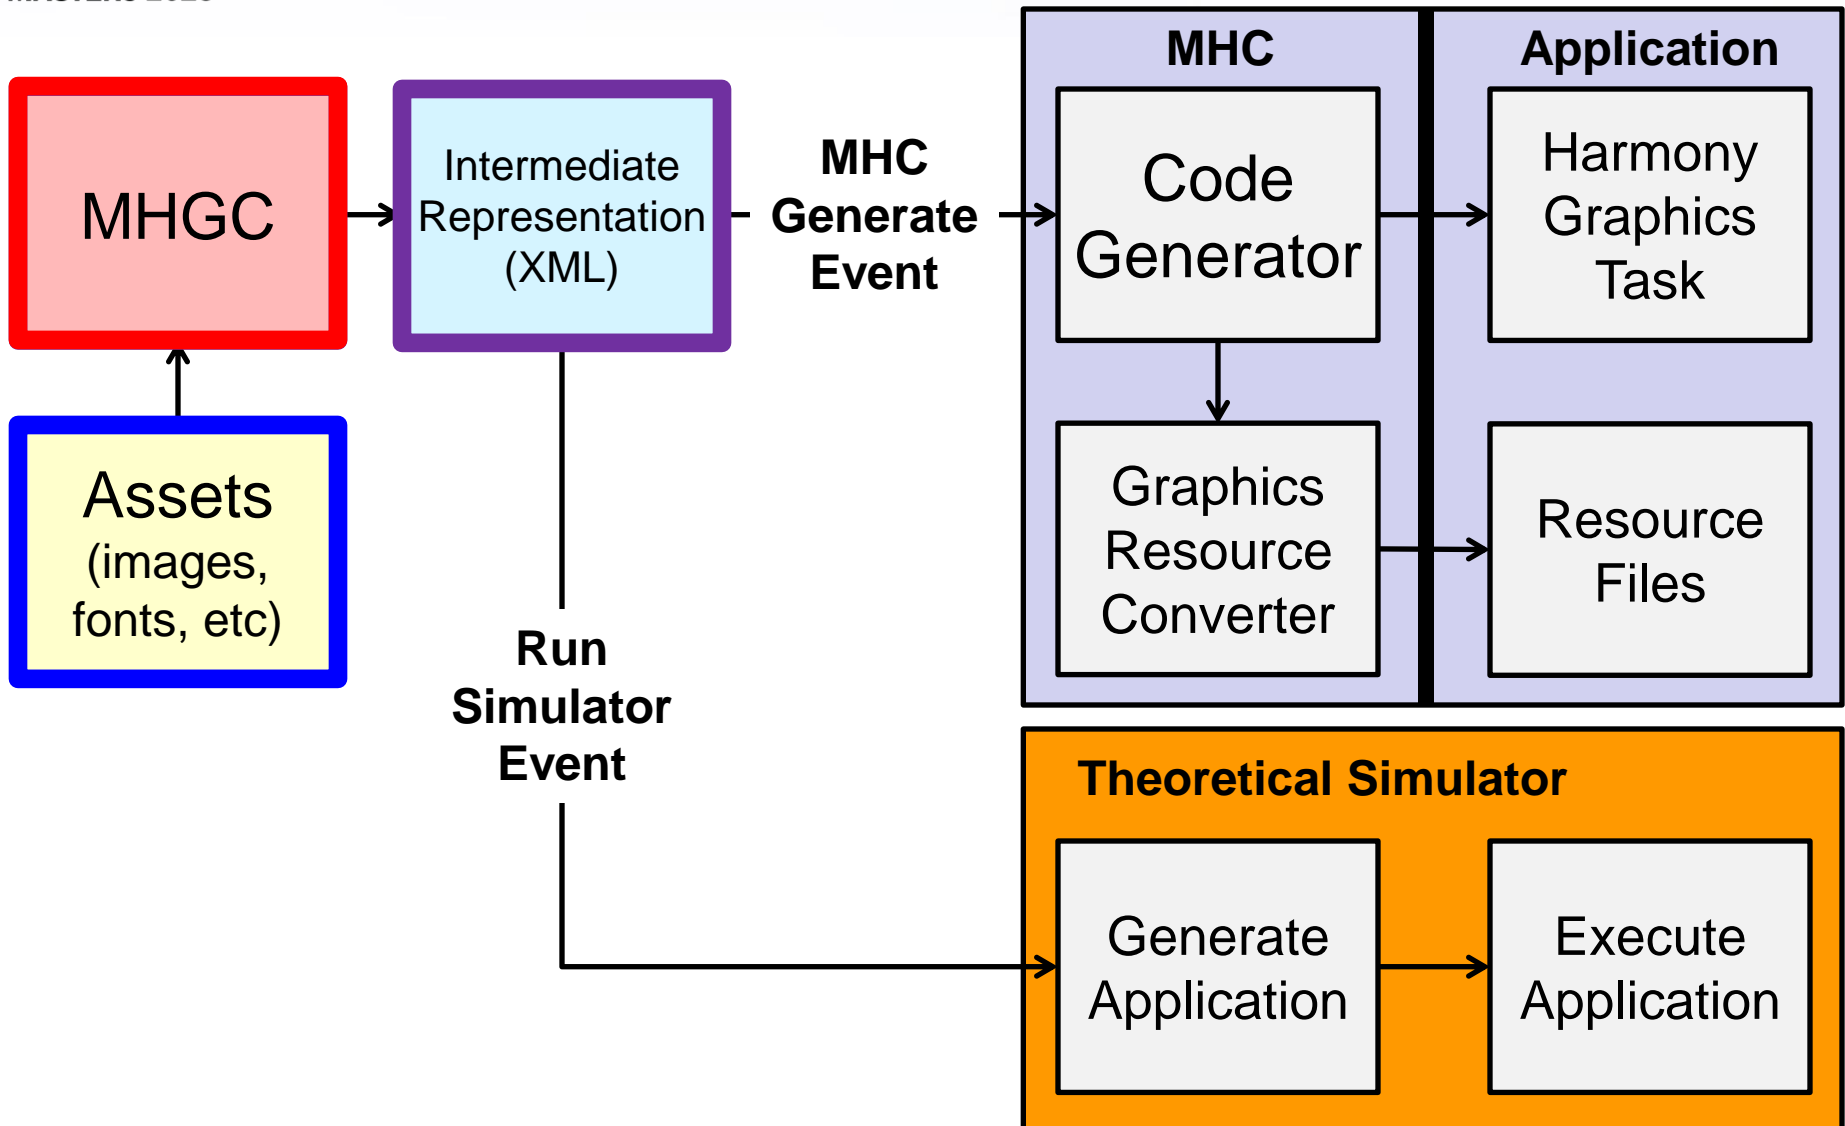 MHC
Application
MHGC
Intermediate
Representation
(XML)
MHC
Generate
Event
Code
Generator
Harmony
Graphics
Task
Assets
(images,
fonts, etc)
Graphics
Resource
Converter
Resource
Files
Run
Simulator
Event
Theoretical Simulator
Generate
Application
Execute
Application